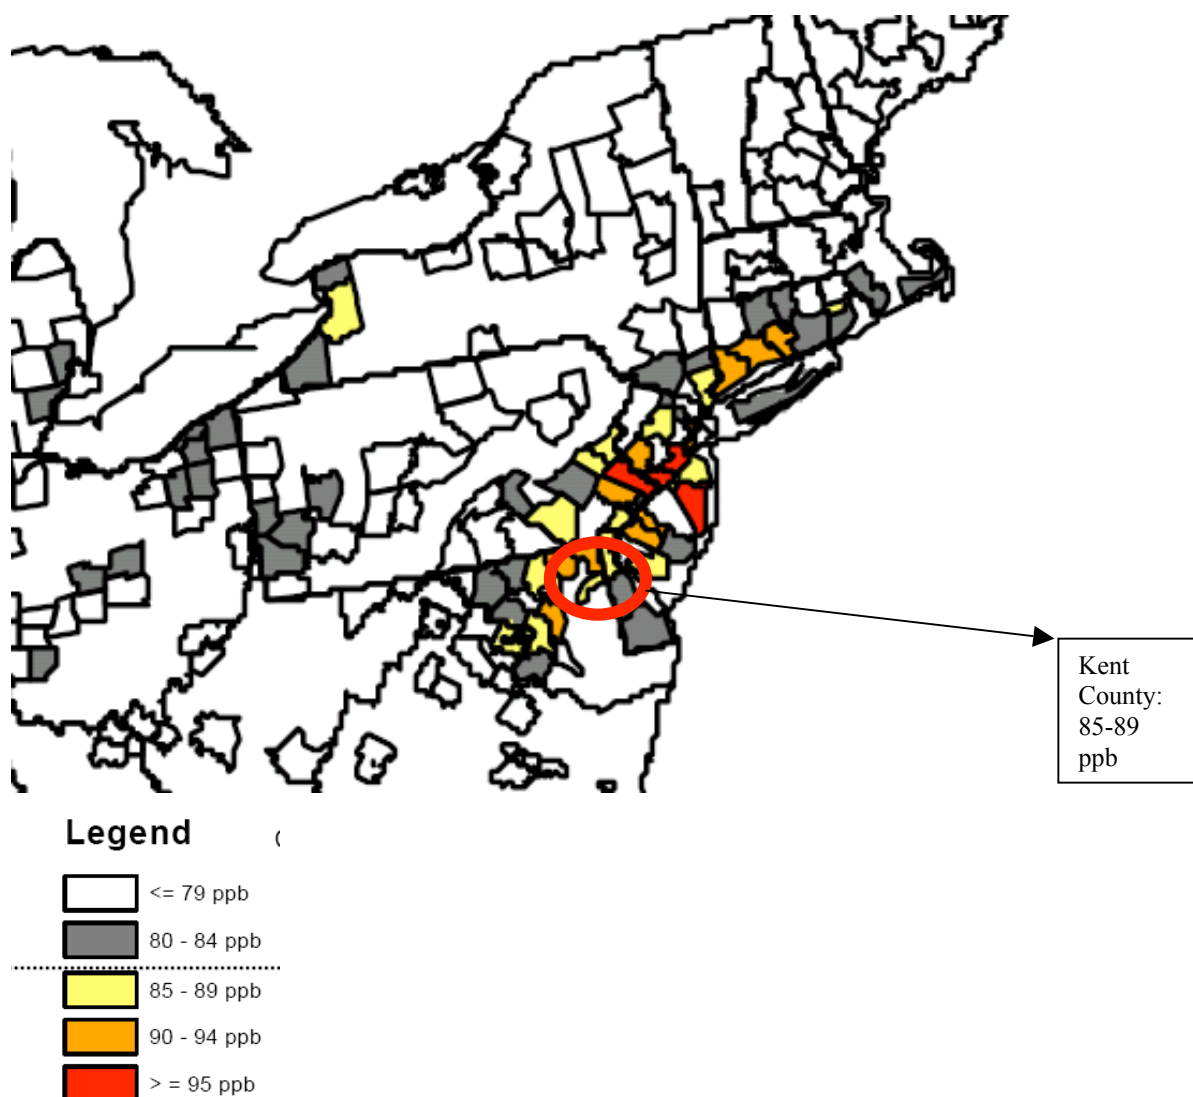 Kent
County:
85-89
ppb
Legend
<= 79 ppb
80 - 84 ppb
85 - 89 ppb
90 - 94 ppb
> = 95 ppb